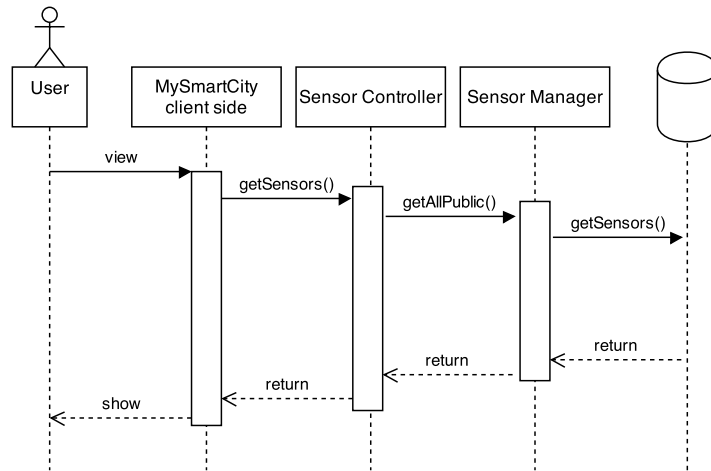 User
MySmartCity
client side
Sensor Controller
Sensor Manager
view
getSensors()
getAllPublic()
getSensors()
return
return
return
show